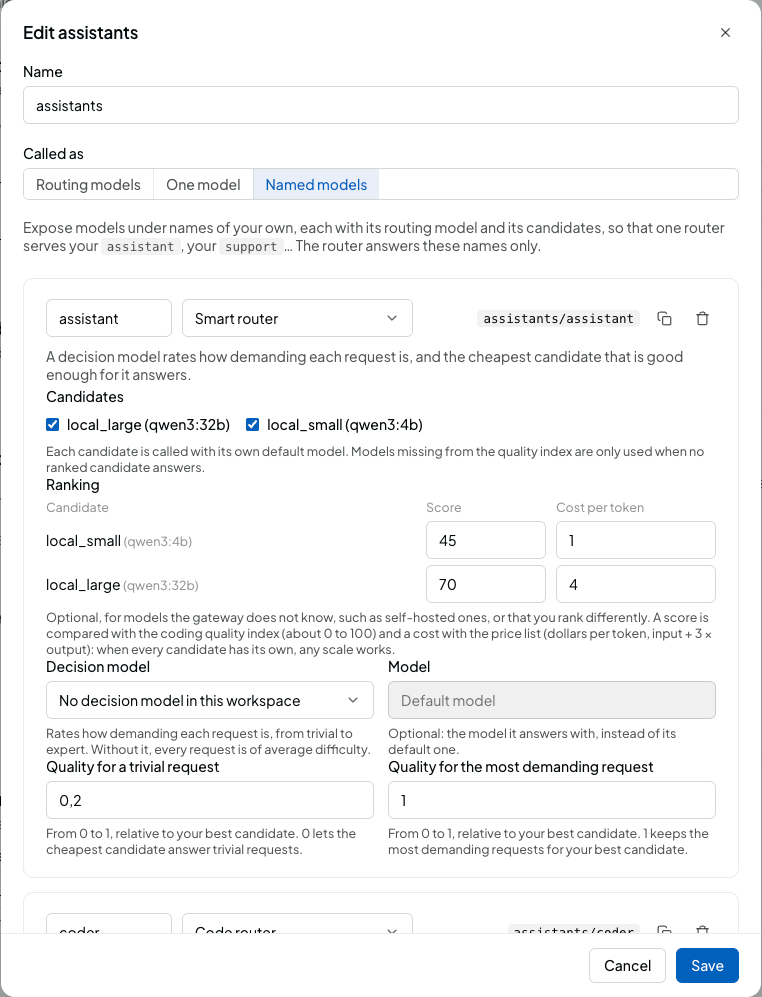 Edit assistants
Name
assistants
Called as
Routing models One model Named models
Expose models under names of your own, each with its routing model and its candidates, so that one router
serves your assistant , your support … The router answers these names only.
assistant Smart router assistants/assistant
A decision model rates how demanding each request is, and the cheapest candidate that is good
enough for it answers.
Candidates
local_large (qwen3:32b) local_small (qwen3:4b)
Each candidate is called with its own default model. Models missing from the quality index are only used when no
ranked candidate answers.
Ranking
Candidate Score Cost per token
local_small (qwen3:4b) 45 1
local_large (qwen3:32b) 70 4
Optional, for models the gateway does not know, such as self-hosted ones, or that you rank differently. A score is
compared with the coding quality index (about 0 to 100) and a cost with the price list (dollars per token, input + 3 ×
output): when every candidate has its own, any scale works.
Decision model Model
No decision model in this workspace Default model
Rates how demanding each request is, from trivial to Optional: the model it answers with, instead of its
expert. Without it, every request is of average difficulty. default one.
Quality for a trivial request Quality for the most demanding request
0,2 1
From 0 to 1, relative to your best candidate. 0 lets the From 0 to 1, relative to your best candidate. 1 keeps the
cheapest candidate answer trivial requests. most demanding requests for your best candidate.
coder Code router assistants/coder
Cancel Save